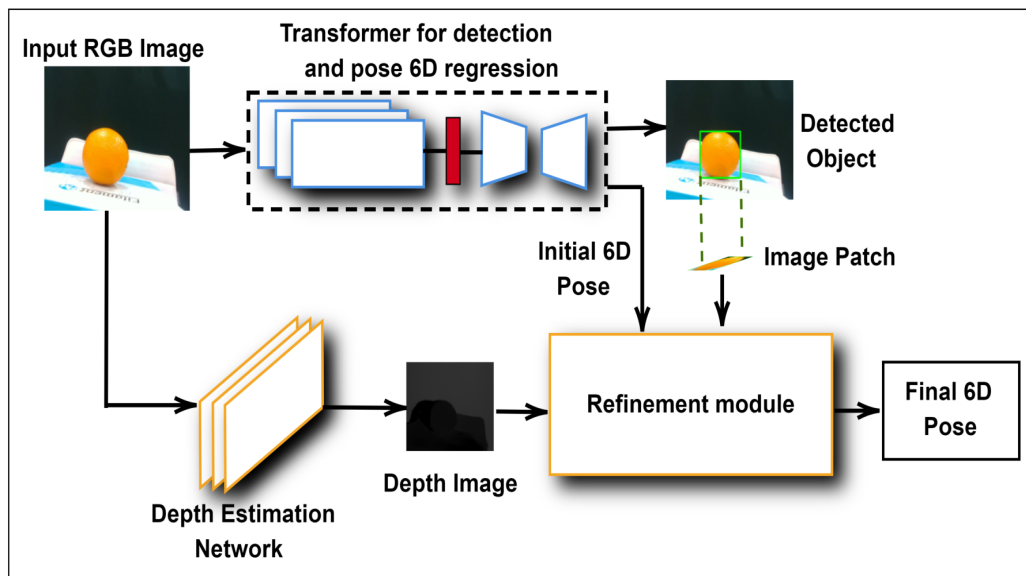 Input RGB Image
Transformer for detection
and pose 6D regression
Detected
Object
Element
Initial 6D
Pose
Image Patch
Refinement module
Final 6D
Pose
Depth Image
Depth Estimation
Network